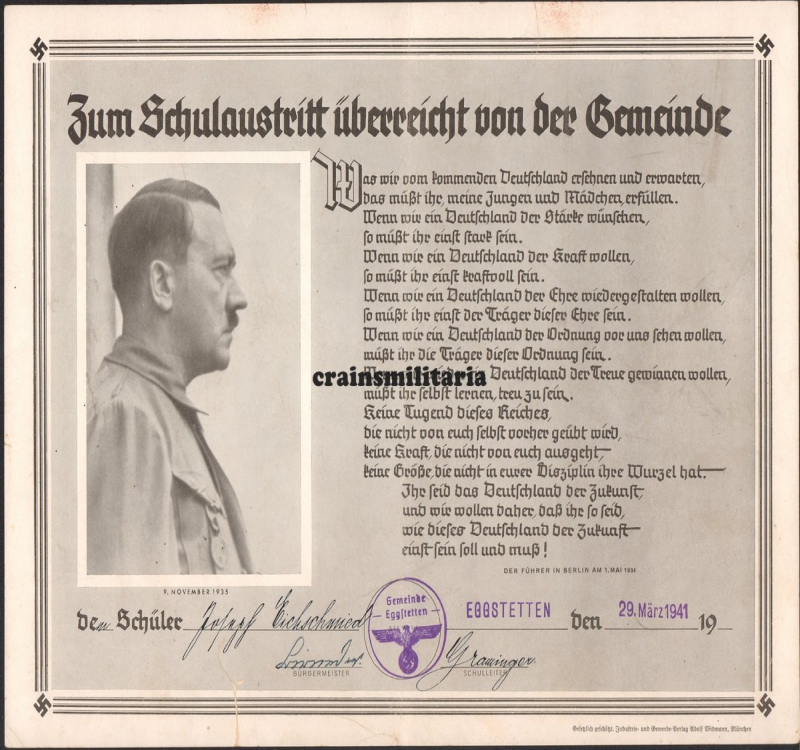 Zum Schulaustritt überreicht von der Gemeinde
Was wir vom kommenden Deutschland ersehnen und erwarten,
das müßt ihr, meine Jungen und Mädchen, erfüllen.
Wenn wir ein Deutschland der Stärke wünschen,
so müßt ihr einst stark sein.
Wenn wir ein Deutschland der Kraft wollen,
so müßt ihr einst kraftvoll sein.
Wenn wir ein Deutschland der Ehre wiedergestalten wollen,
so müßt ihr einst der Träger dieser Ehre sein.
Wenn wir ein Deutschland der Ordnung vor uns sehen wollen,
müßt ihr die Träger dieser Ordnung sein.
Deutschland der Treue gewinnen wollen,
crainsmilitaria
müßt ihr selbst lernen, treu zu sein.
Keine Tugend dieses Reiches,
die nicht von euch selbst vorher geübt wird,
keine Kraft, die nicht von euch ausgeht,
keine Größe, die nicht in eurer Disziplin ihre Wurzel hat.
Ihr seid das Deutschland der Zukunft,
und wir wollen daher, daß ihr so seid,
wie dieses Deutschland der Zukunft
einst sein soll und muß!
DER FÜHRER IN BERLIN AM 1. MAI 1934
9. NOVEMBER 1935
den Schüler Joseph Eichschmied
Gemeinde
Eggstetten
EGGSTETTEN den 29. März 1941 19
Graminger
BÜRGERMEISTER SCHULLEITER
Gesetzlich geschützt. Industrie- und Gewerbe-Verlag Adolf Widmann, München